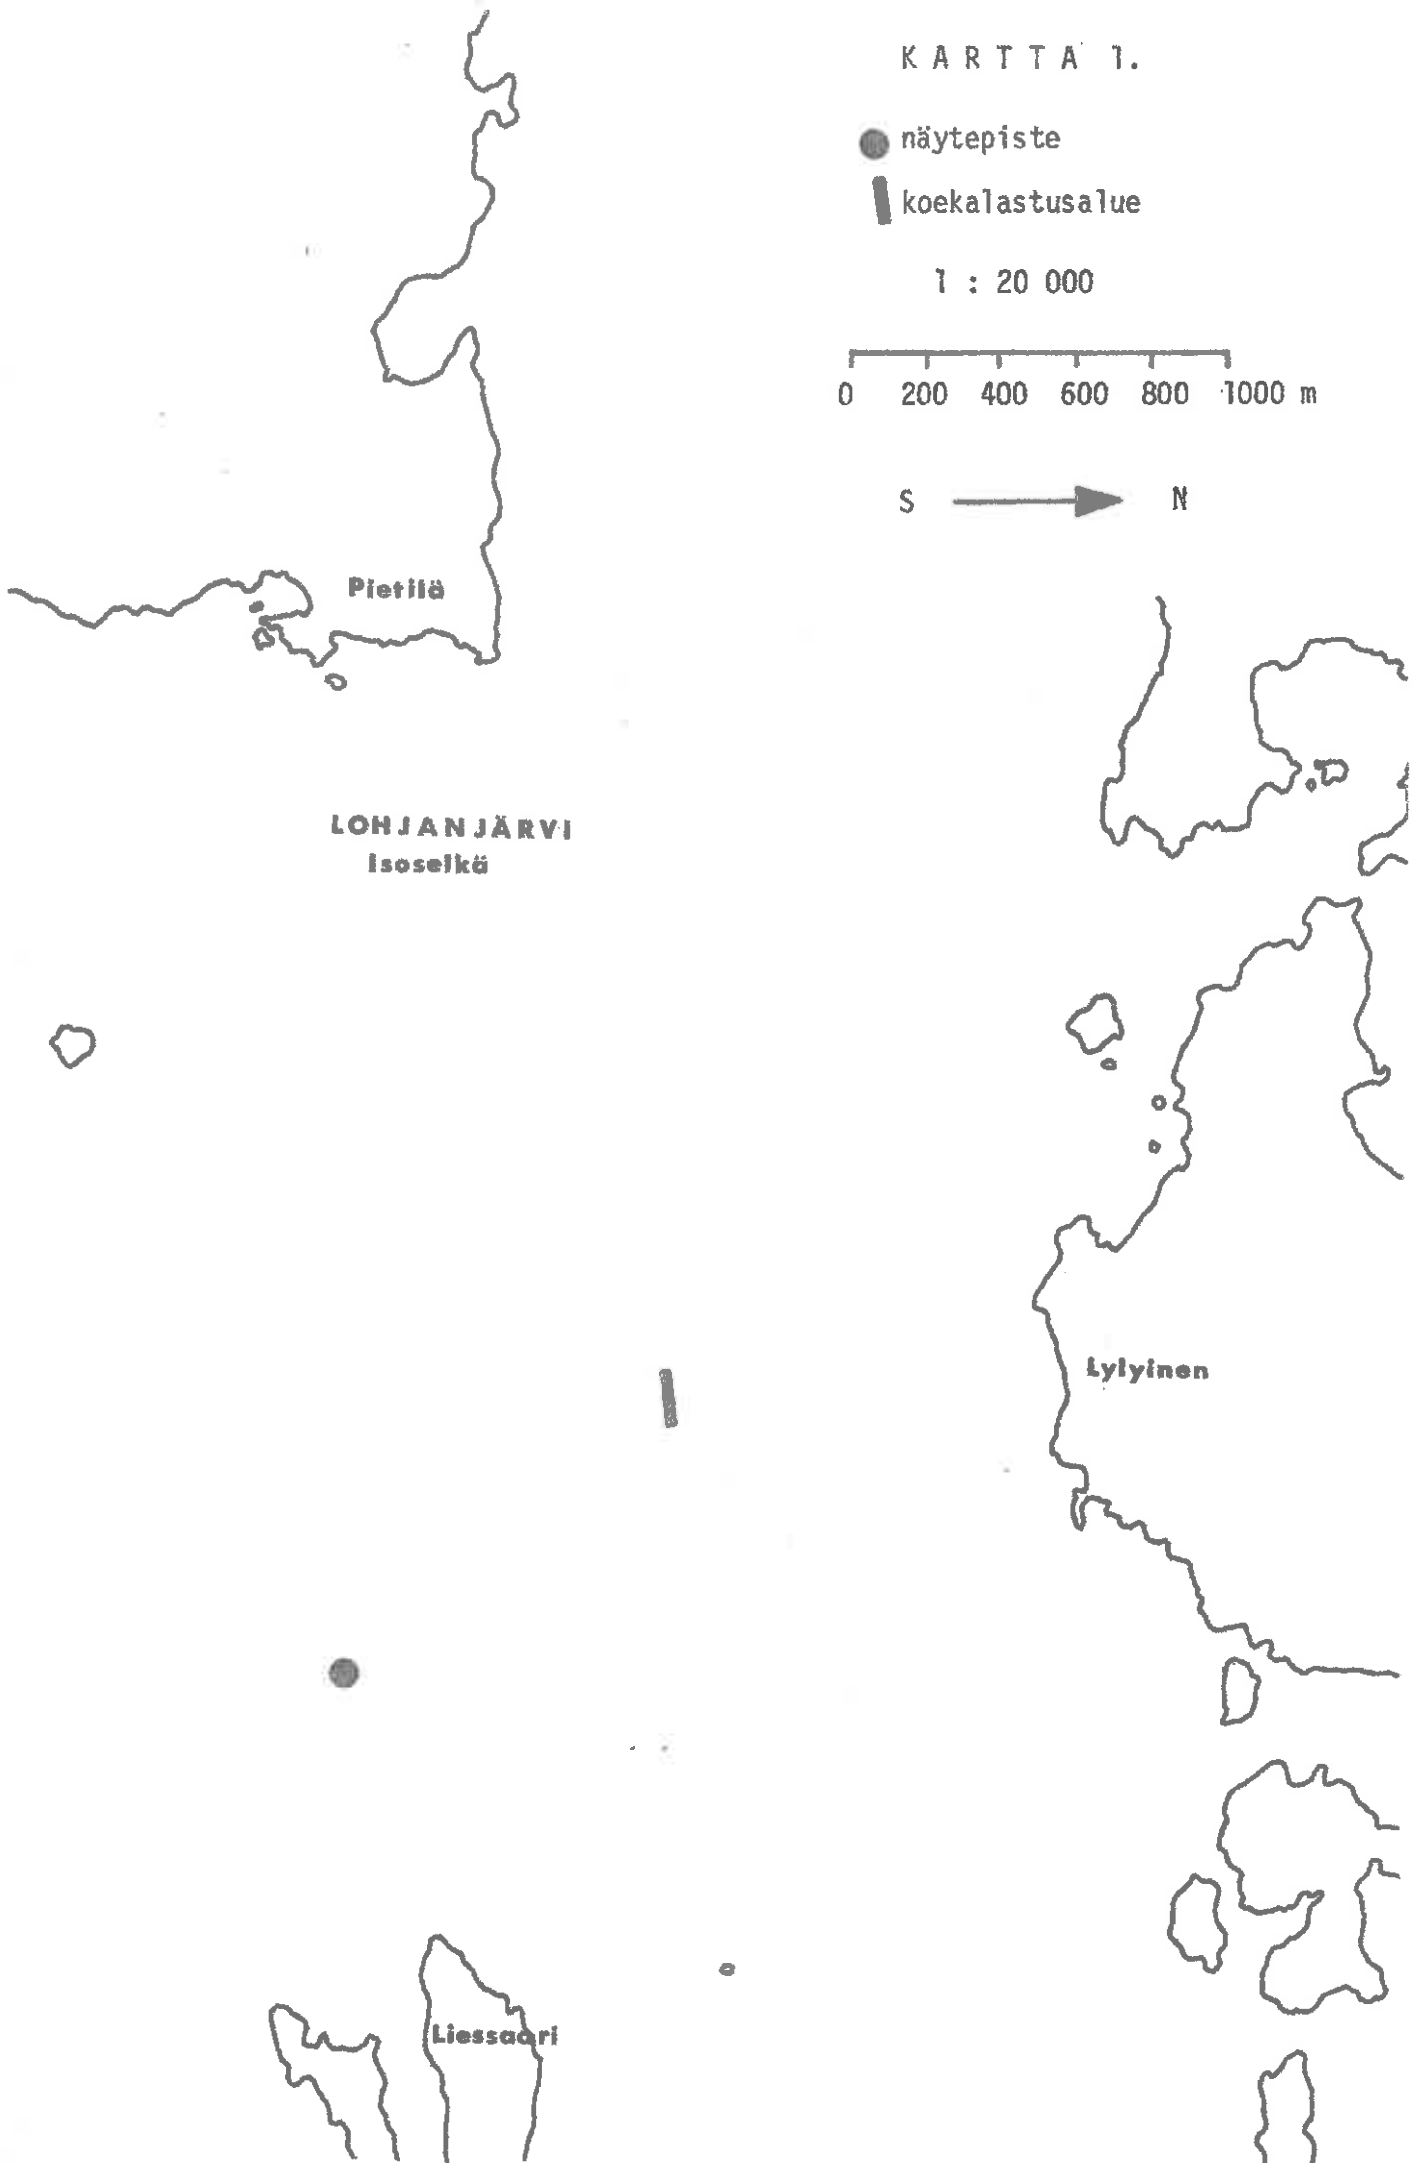 KARTTA 1.
näytepiste
koekalastusalue
1 : 20 000
0 200 400 600 800 1000 m
S N
Pietilä
LOHJANJÄRVI
Isoselkä
Lylyinen
Liessaari